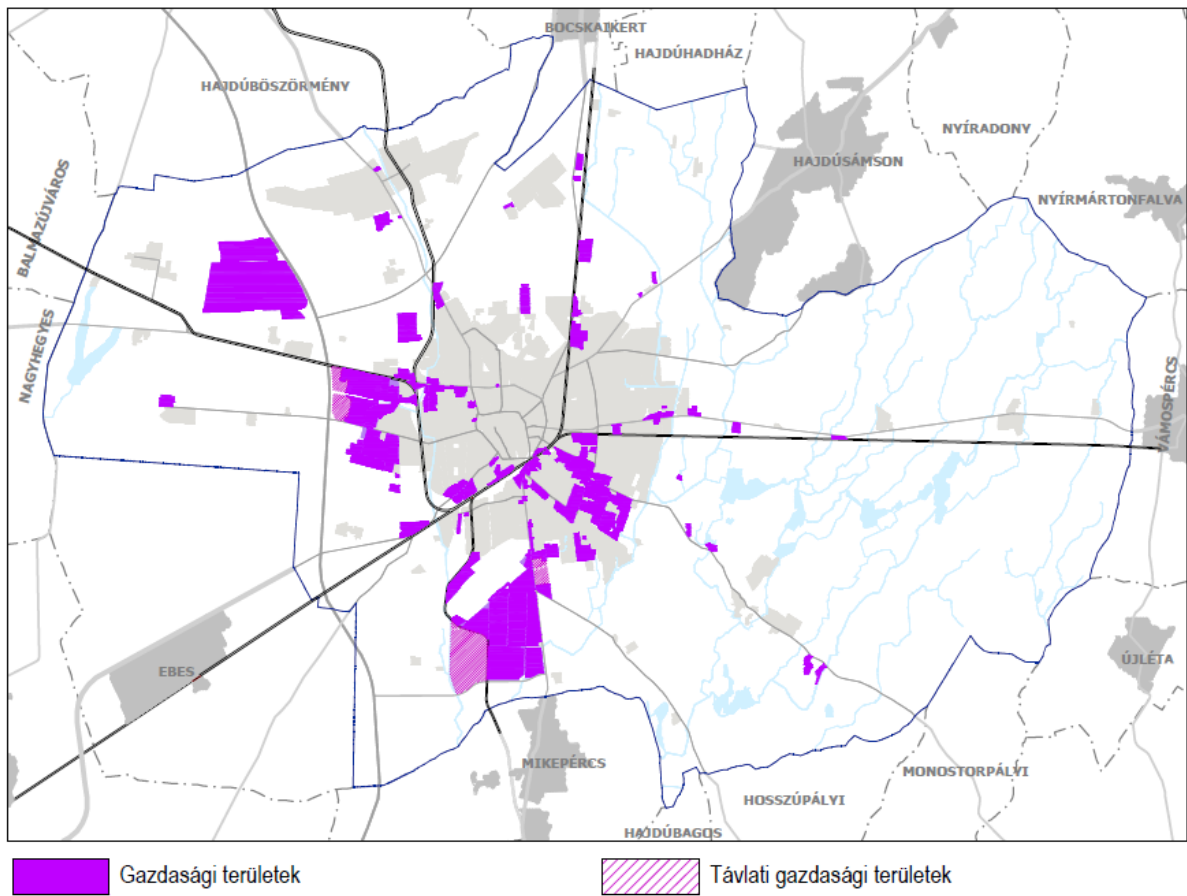 BOCSKAIKERT
HAJDÚHADHÁZ
HAJDÚBÖSZÖRMÉNY
NYÍRADONY
HAJDÚSÁMSON
NYÍRMÁRTONFALVA
BALMAZÚJVÁROS
NAGYHEGYES
VÁMOSPÉRCS
EBES
ÚJLÉTA
MIKEPÉRCS
MONOSTORPÁLYI
HOSSZÚPÁLYI
HAJDÚBAGOS
Gazdasági területek
Távlati gazdasági területek